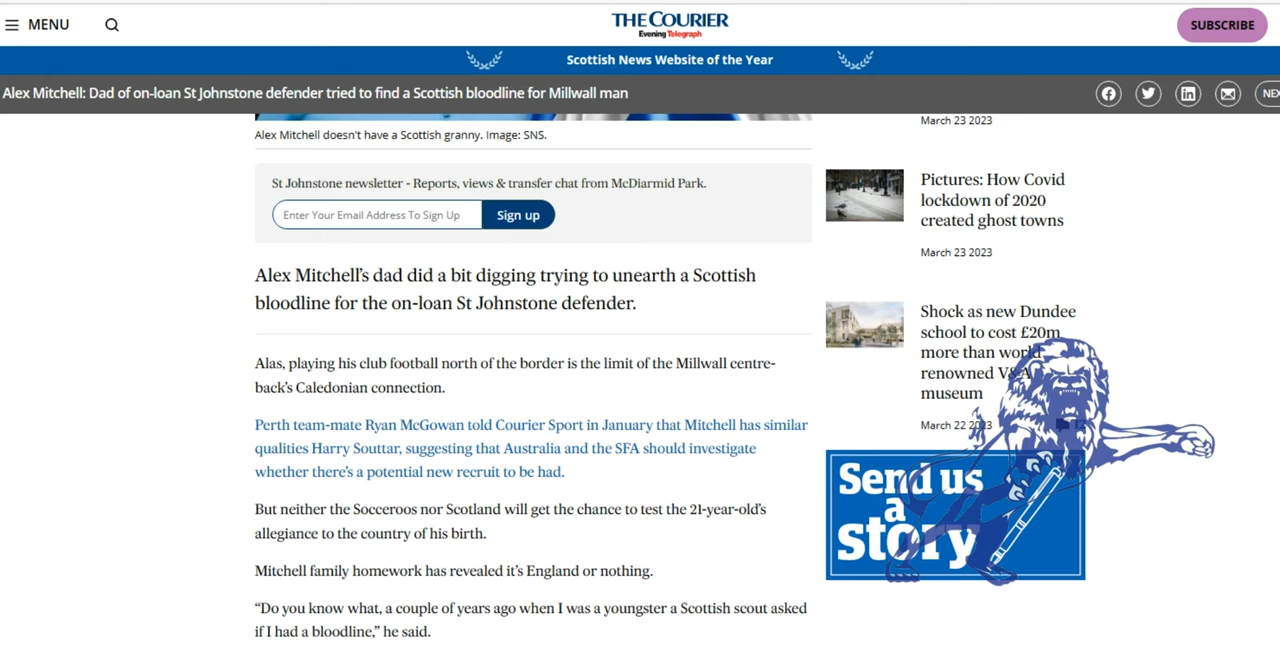 MENU
THE COURIER
Evening Telegraph
SUBSCRIBE
Scottish News Website of the Year
Alex Mitchell: Dad of on-loan St Johnstone defender tried to find a Scottish bloodline for Millwall man
NEX
Alex Mitchell doesn't have a Scottish granny. Image: SNS.
St Johnstone newsletter - Reports, views & transfer chat from McDiarmid Park.
Enter Your Email Address To Sign Up
Sign up
Alex Mitchell's dad did a bit digging trying to unearth a Scottish
bloodline for the on-loan St Johnstone defender.
Alas, playing his club football north of the border is the limit of the Millwall centre-
back's Caledonian connection.
Perth team-mate Ryan McGowan told Courier Sport in January that Mitchell has similar
qualities Harry Souttar, suggesting that Australia and the SFA should investigate
whether there's a potential new recruit to be had.
But neither the Socceroos nor Scotland will get the chance to test the 21-year-old's
allegiance to the country of his birth.
Mitchell family homework has revealed it's England or nothing.
“Do you know what, a couple of years ago when I was a youngster a Scottish scout asked
if I had a bloodline,” he said.
March 23 2023
Pictures: How Covid
lockdown of 2020
created ghost towns
March 23 2023
Shock as new Dundee
school to cost £20m
more than world
renowned V&A
museum
March 22 2023
Send us
a
story